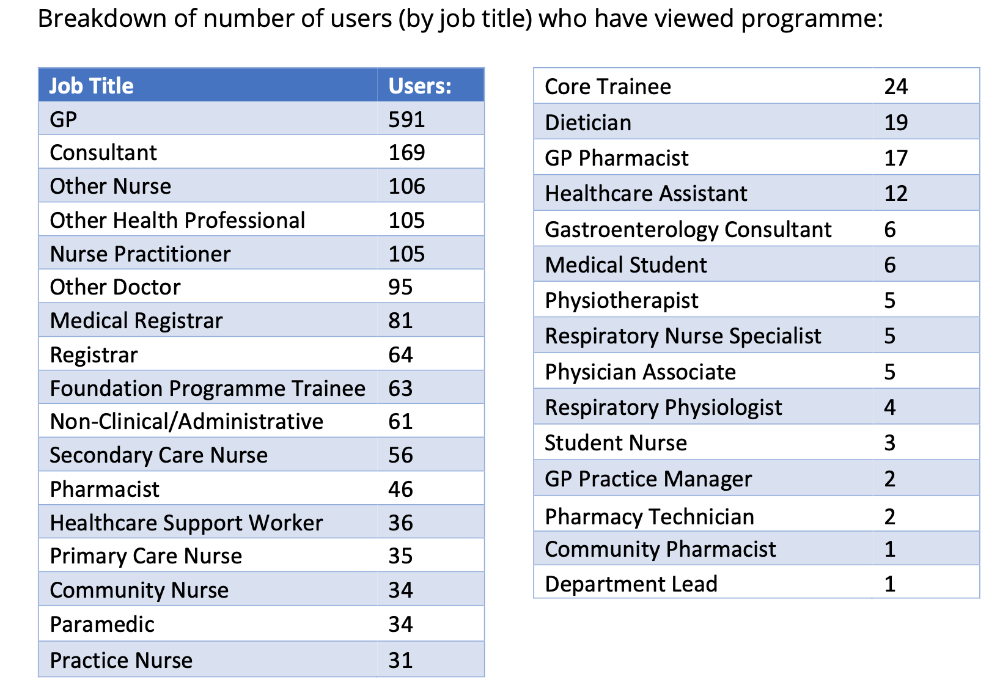 Breakdown of number of users (by job title) who have viewed programme:
Job Title Users:
GP 591
Consultant 169
Other Nurse 106
Other Health Professional 105
Nurse Practitioner 105
Other Doctor 95
Medical Registrar 81
Registrar 64
Foundation Programme Trainee 63
Non-Clinical/Administrative 61
Secondary Care Nurse 56
Pharmacist 46
Healthcare Support Worker 36
Primary Care Nurse 35
Community Nurse 34
Paramedic 34
Practice Nurse 31
Core Trainee 24
Dietician 19
GP Pharmacist 17
Healthcare Assistant 12
Gastroenterology Consultant 6
Medical Student 6
Physiotherapist 5
Respiratory Nurse Specialist 5
Physician Associate 5
Respiratory Physiologist 4
Student Nurse 3
GP Practice Manager 2
Pharmacy Technician 2
Community Pharmacist 1
Department Lead 1